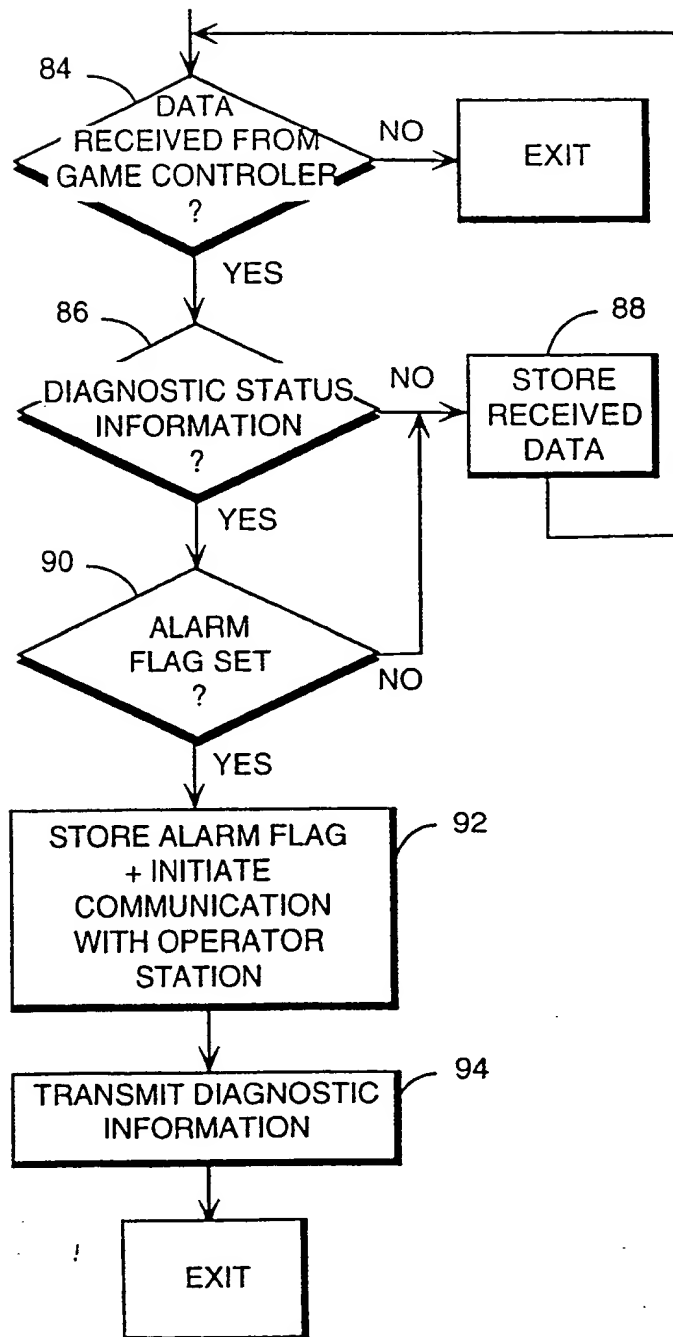 84
DATA
RECEIVED FROM
GAME CONTROLER
?
NO
EXIT
YES
86
DIAGNOSTIC STATUS
INFORMATION
?
NO
88
STORE
RECEIVED
DATA
YES
90
ALARM
FLAG SET
?
NO
YES
STORE ALARM FLAG
+ INITIATE
COMMUNICATION
WITH OPERATOR
STATION
92
TRANSMIT DIAGNOSTIC
INFORMATION
94
EXIT